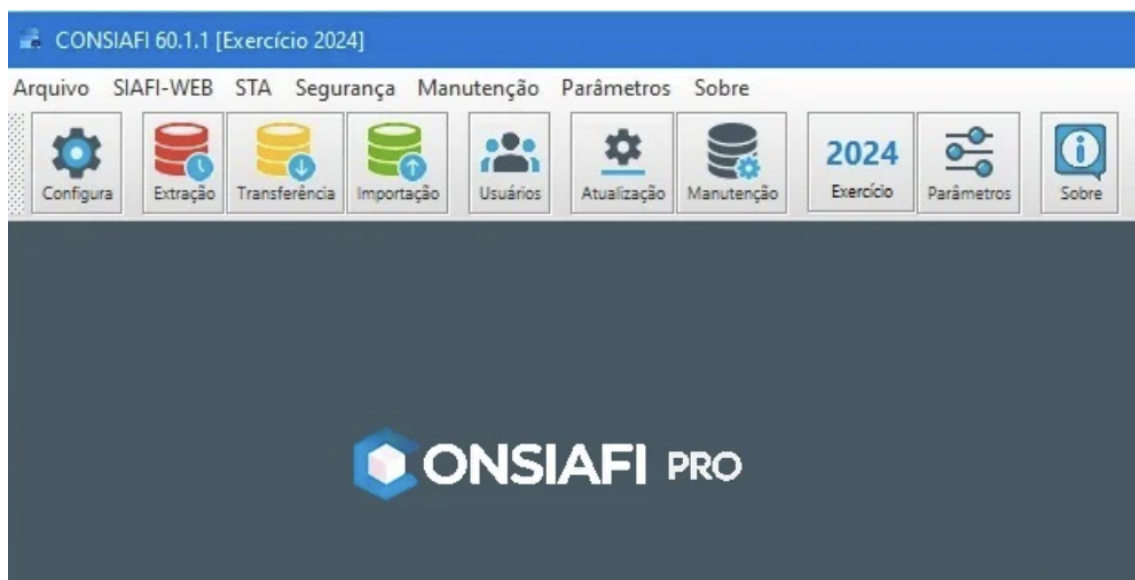 CONSIAFI 60.1.1 [Exercício 2024]
Arquivo SIAFI-WEB STA Segurança Manutenção Parâmetros Sobre
2024
Configura Extração Transferência Importação Usuários Atualização Manutenção Exercício Parâmetros Sobre
CONSIAFI PRO